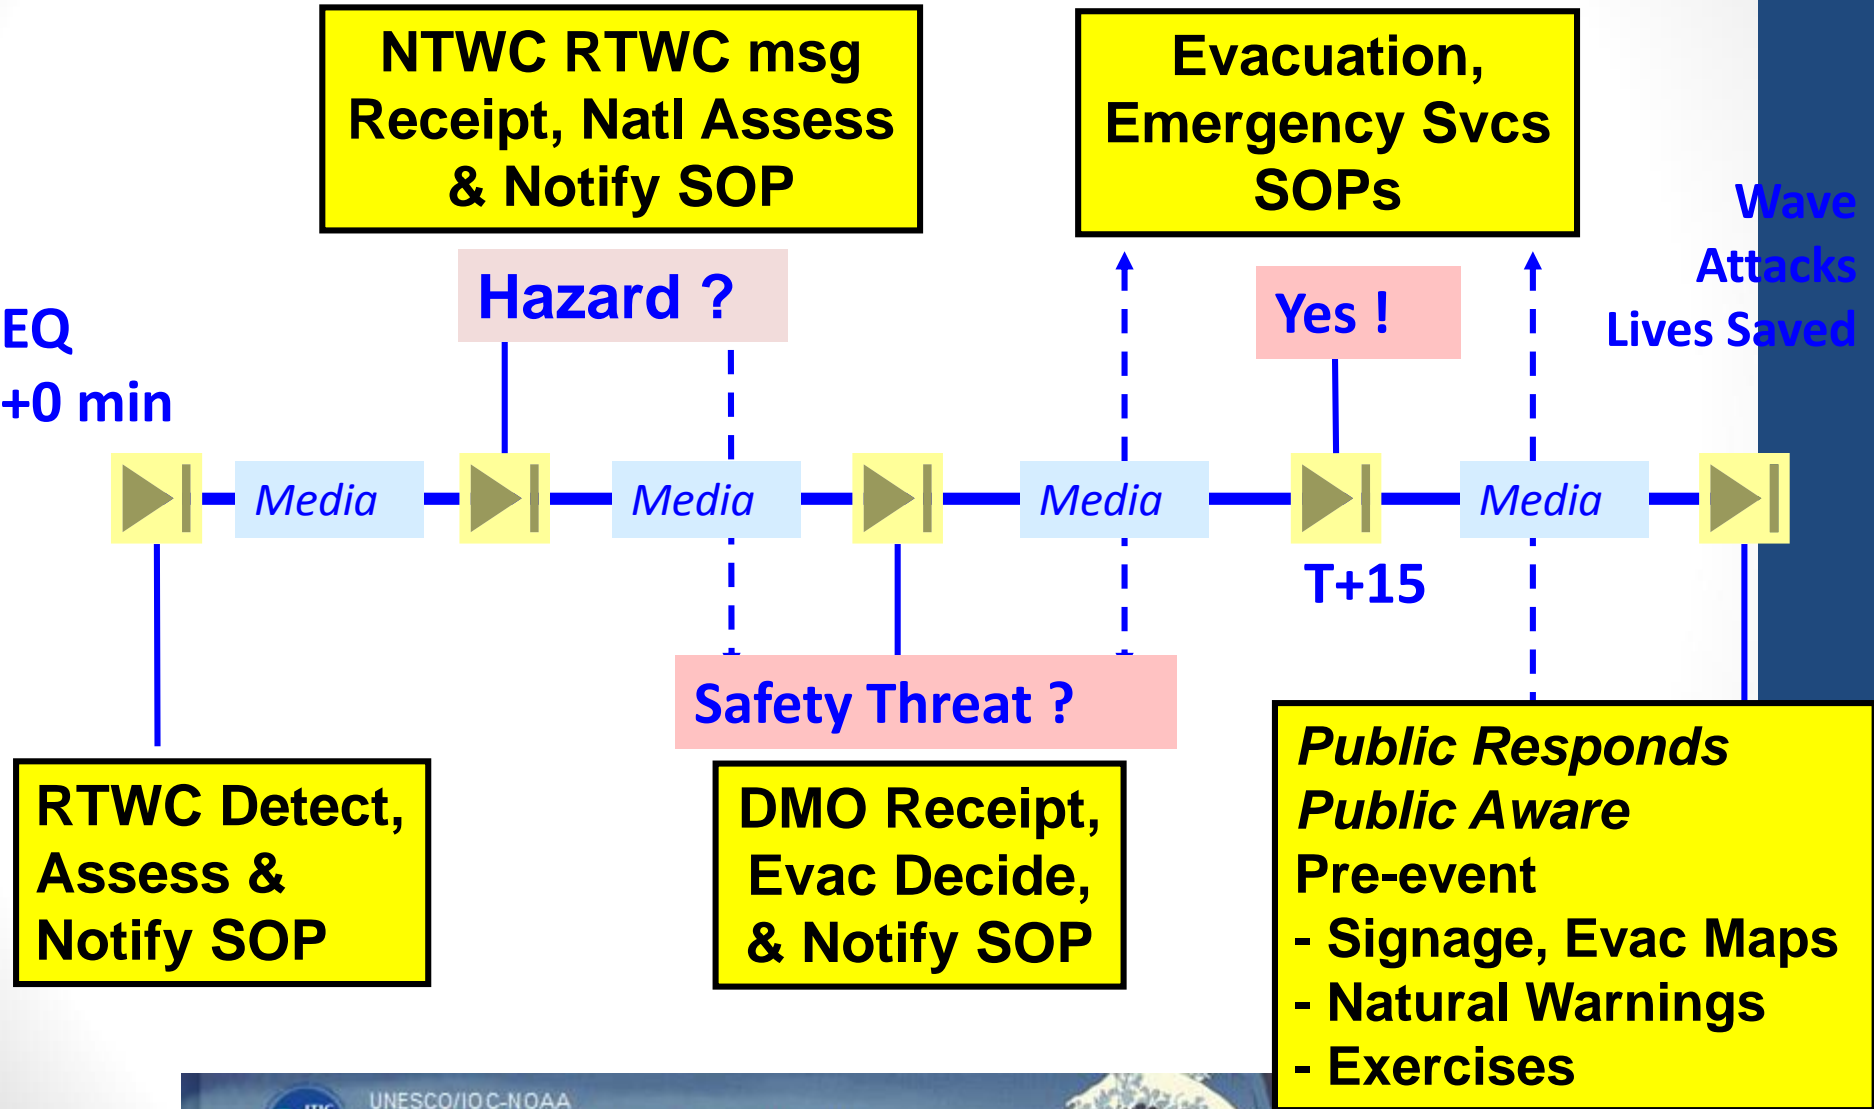 NTWC RTWC msg
Receipt, Natl Assess
& Notify SOP
Evacuation,
Emergency Svcs
SOPs
Wave
Attacks
Lives Saved
Hazard ?
Yes !
EQ
+0 min
Media
Media
Media
Media
T+15
Safety Threat ?
RTWC Detect,
Assess &
Notify SOP
DMO Receipt,
Evac Decide,
& Notify SOP
Public Responds
Public Aware
Pre-event
- Signage, Evac Maps
- Natural Warnings
- Exercises
ITIC
UNESCO/IOC-NOAA